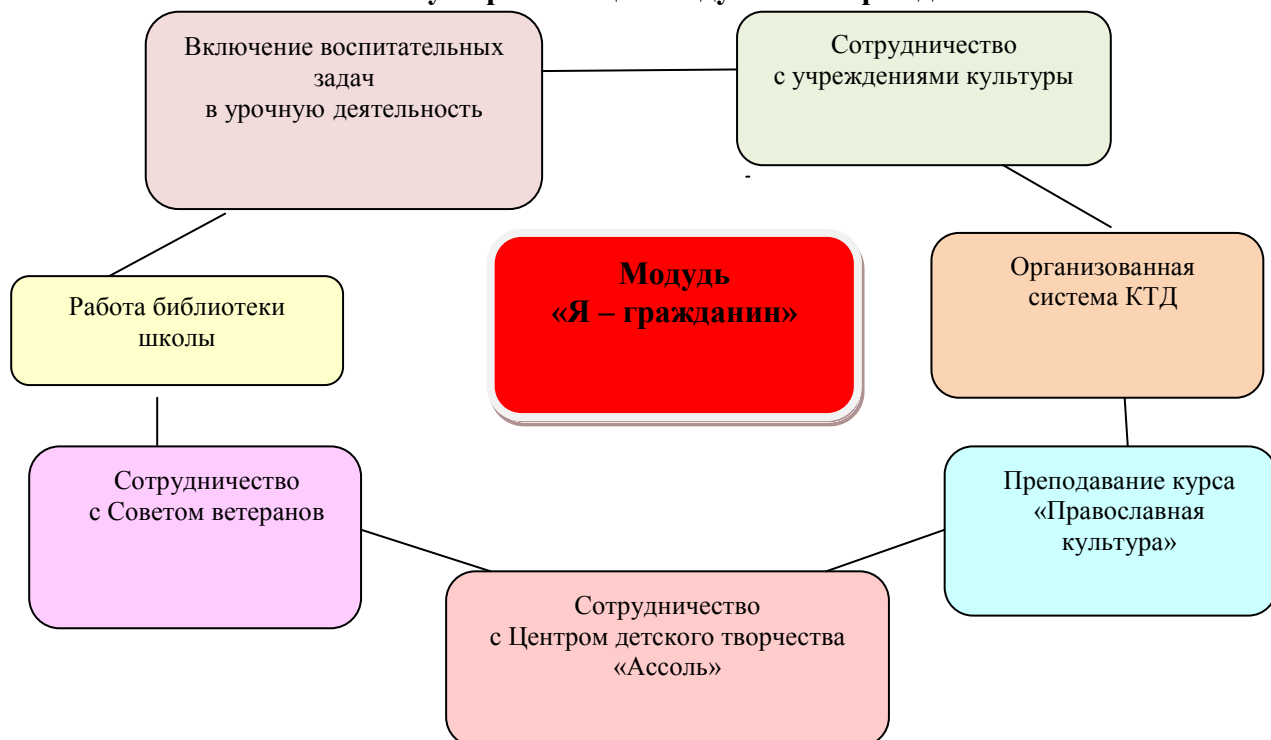 Включение воспитательных
задач
в урочную деятельность
Сотрудничество
с учреждениями культуры
-
Модудь
«Я – гражданин»
Организованная
система КТД
Работа библиотеки
школы
Сотрудничество
с Советом ветеранов
Преподавание курса
«Православная
культура»
Сотрудничество
с Центром детского творчества
«Ассоль»